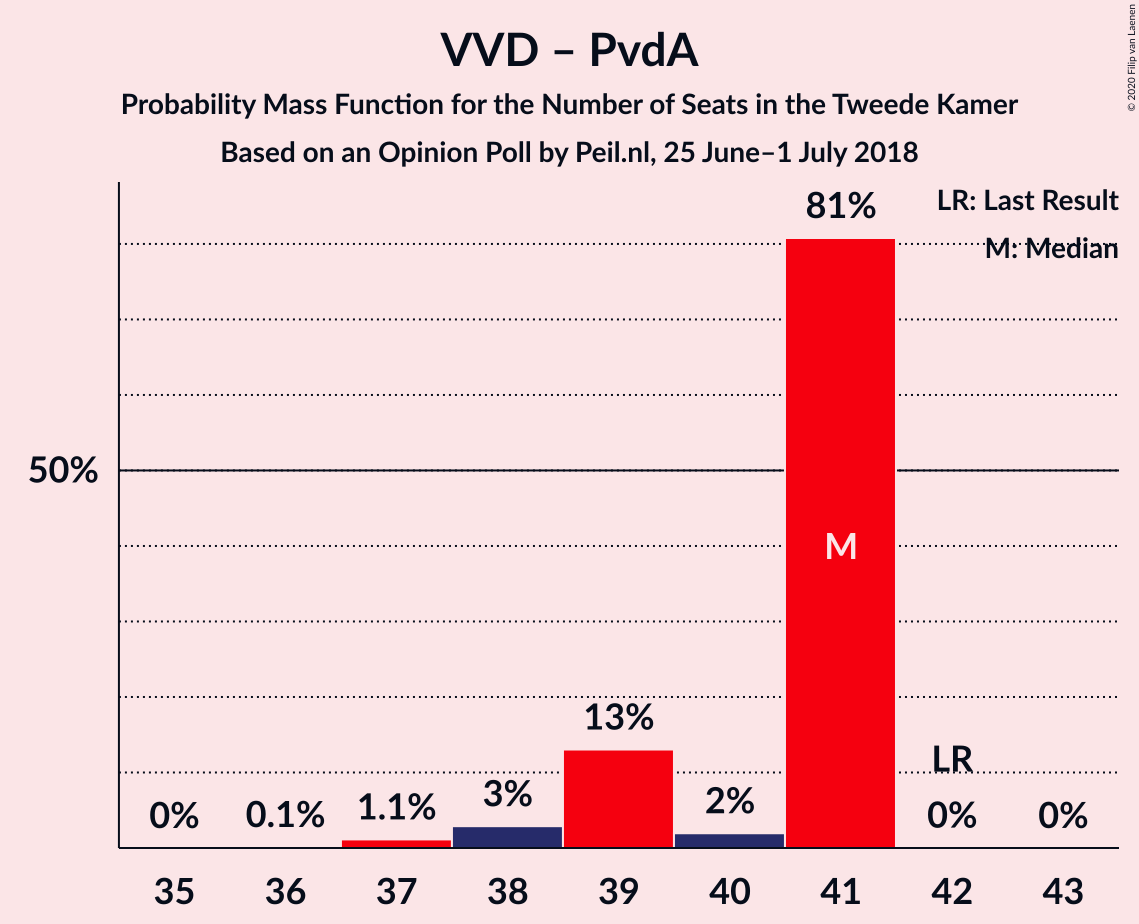 VVD – PvdA
Probability Mass Function for the Number of Seats in the Tweede Kamer
Based on an Opinion Poll by Peil.nl, 25 June–1 July 2018
© 2020 Filip van Laenen
LR: Last Result
M: Median
50%
0%
0.1%
1.1%
3%
13%
2%
81%
M
LR
0%
0%
35 36 37 38 39 40 41 42 43